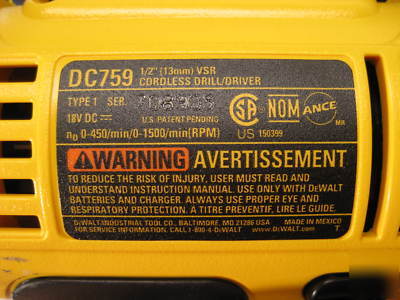 DC759 1/2" (13mm) VSR
CORDLESS DRILL/DRIVER
TYPE 1 SER.
18V DC U.S. PATENT PENDING
n0 0-450/min/0-1500/min(RPM)
SA NOM ANCE MR
US 150399
WARNING AVERTISSEMENT
TO REDUCE THE RISK OF INJURY, USER MUST READ AND
UNDERSTAND INSTRUCTION MANUAL. USE ONLY WITH DEWALT
BATTERIES AND CHARGER. ALWAYS USE PROPER EYE AND
RESPIRATORY PROTECTION. A TITRE PREVENTIF, LIRE LE GUIDE.
DEWALT INDUSTRIAL TOOL CO., BALTIMORE, MD 21286 USA MADE IN MEXICO
FOR SERVICE INFORMATION, CALL 1-800-4-DEWALT www.DEWALT.com T